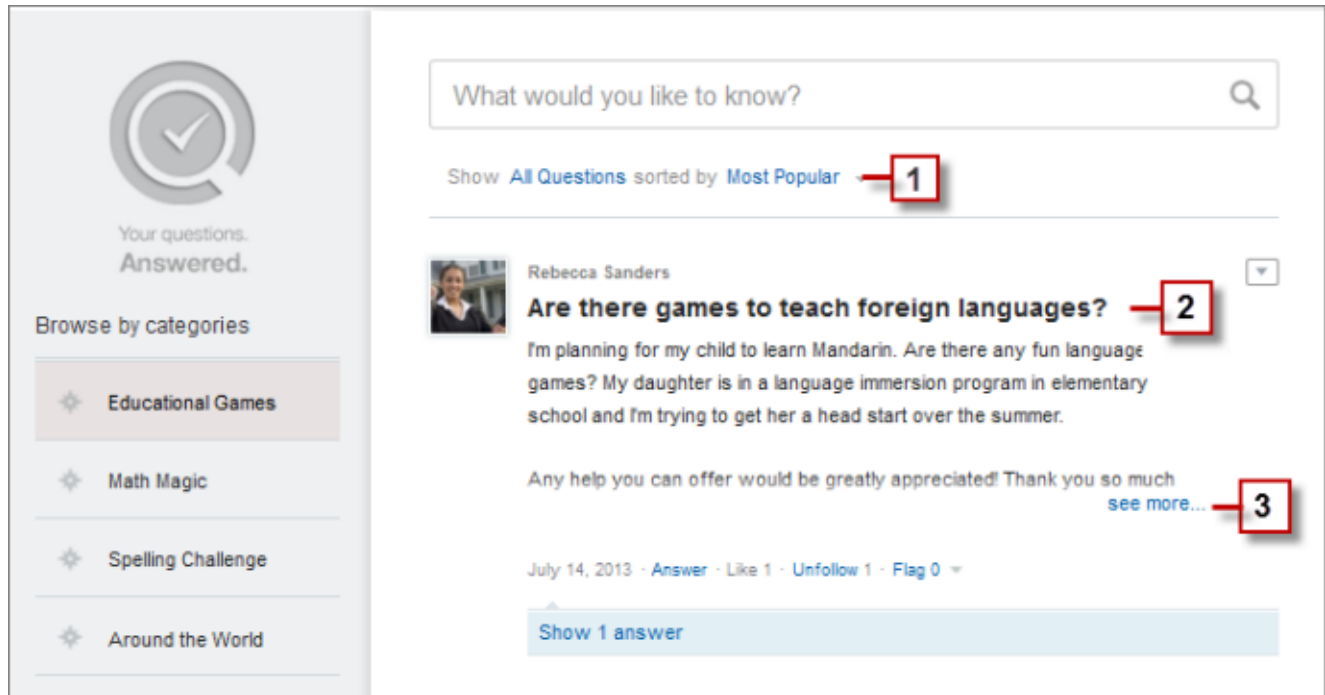 Your questions.
Answered.
Browse by categories
Educational Games
Math Magic
Spelling Challenge
Around the World
What would you like to know?
Show All Questions sorted by Most Popular
1
Rebecca Sanders
Are there games to teach foreign languages?
2
I'm planning for my child to learn Mandarin. Are there any fun language
games? My daughter is in a language immersion program in elementary
school and I'm trying to get her a head start over the summer.
Any help you can offer would be greatly appreciated! Thank you so much
see more...
3
July 14, 2013 · Answer · Like 1 · Unfollow 1 · Flag 0
Show 1 answer